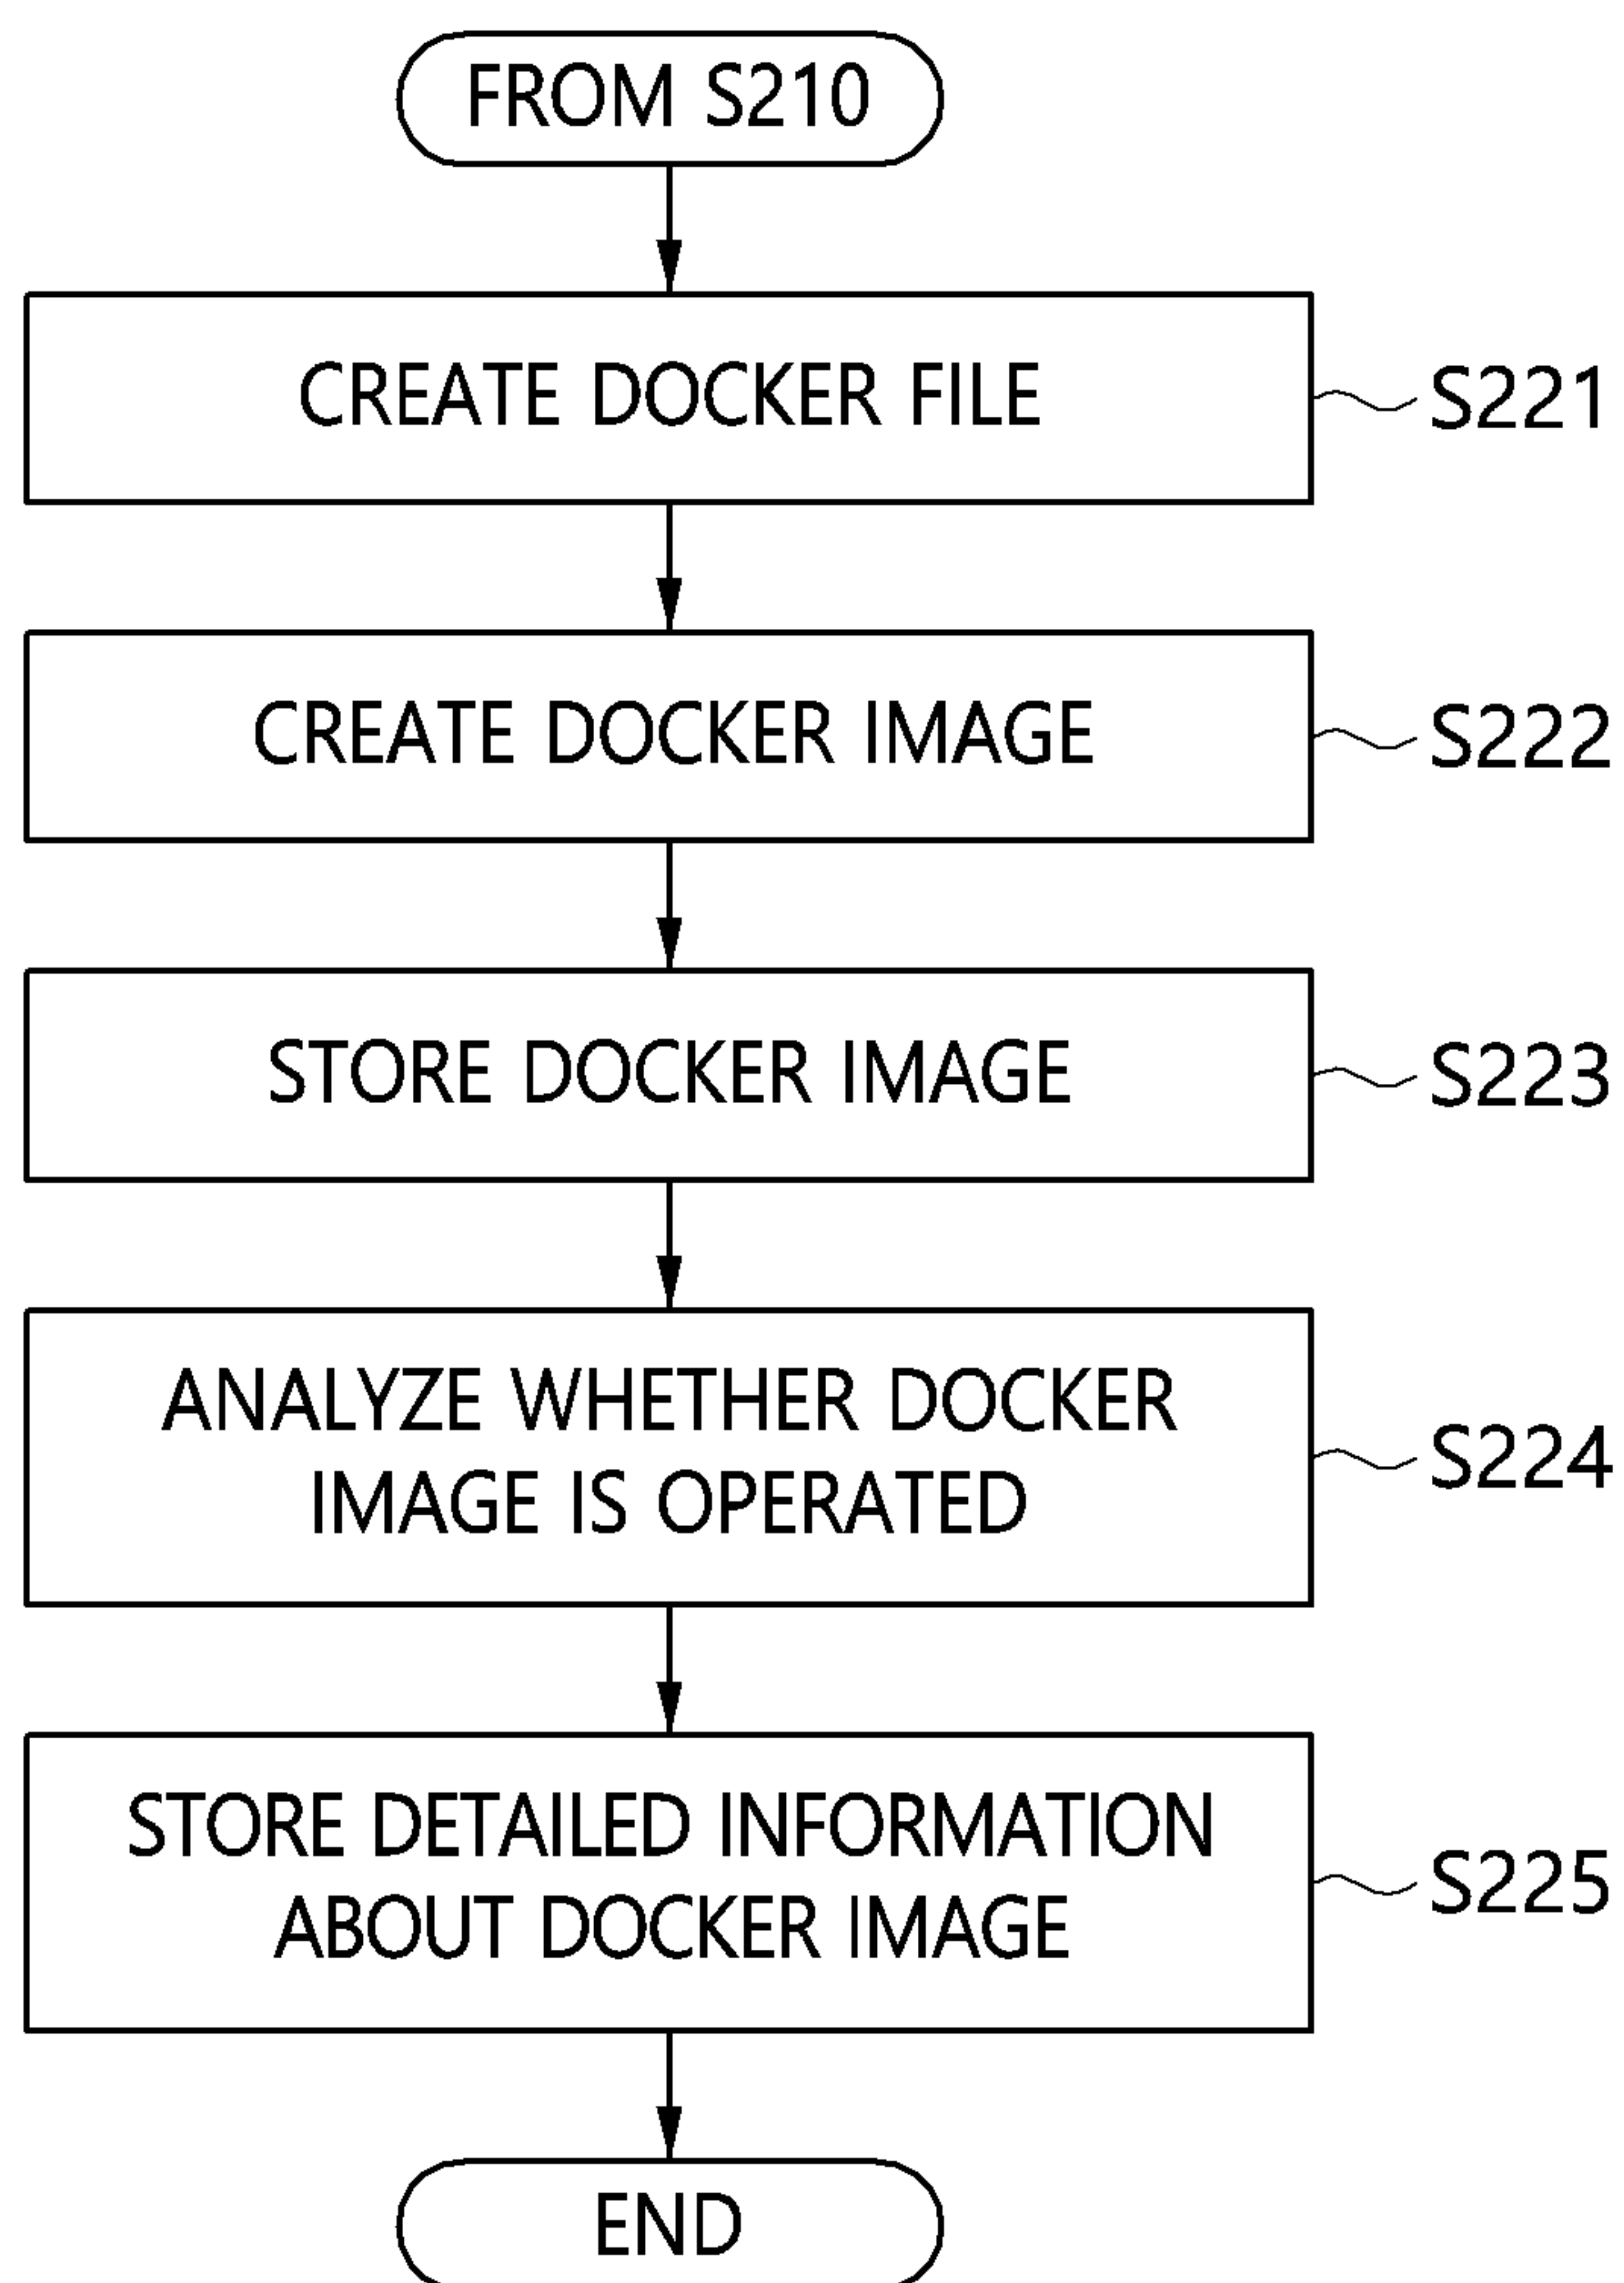 FROM S210
CREATE DOCKER FILE
S221
CREATE DOCKER IMAGE
S222
STORE DOCKER IMAGE
S223
ANALYZE WHETHER DOCKER
IMAGE IS OPERATED
S224
STORE DETAILED INFORMATION
ABOUT DOCKER IMAGE
S225
END